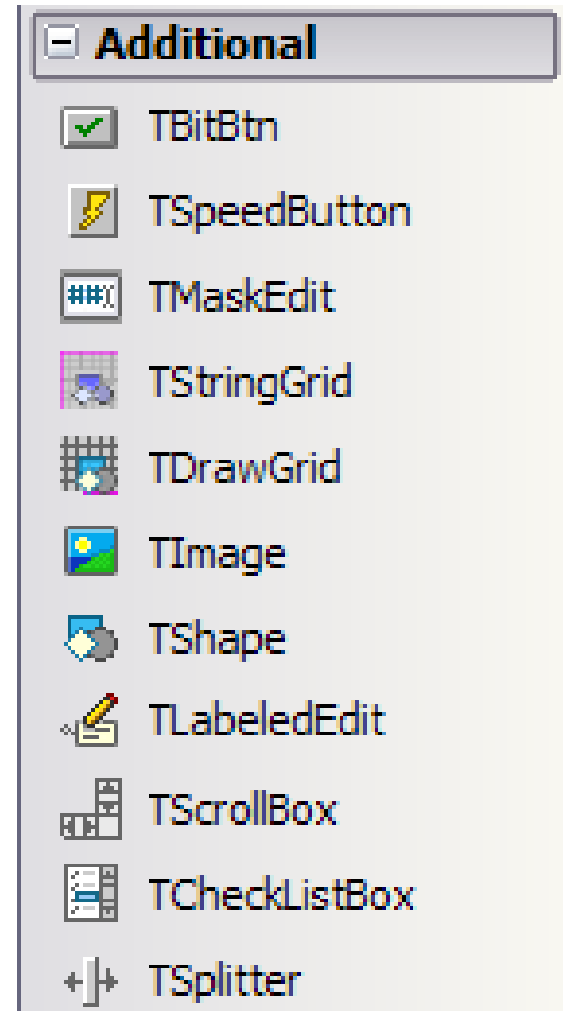 Additional
TBitBtn
TSpeedButton
TMaskEdit
TStringGrid
TDrawGrid
TImage
TShape
TLabeledEdit
TScrollBox
TCheckListBox
TSplitter